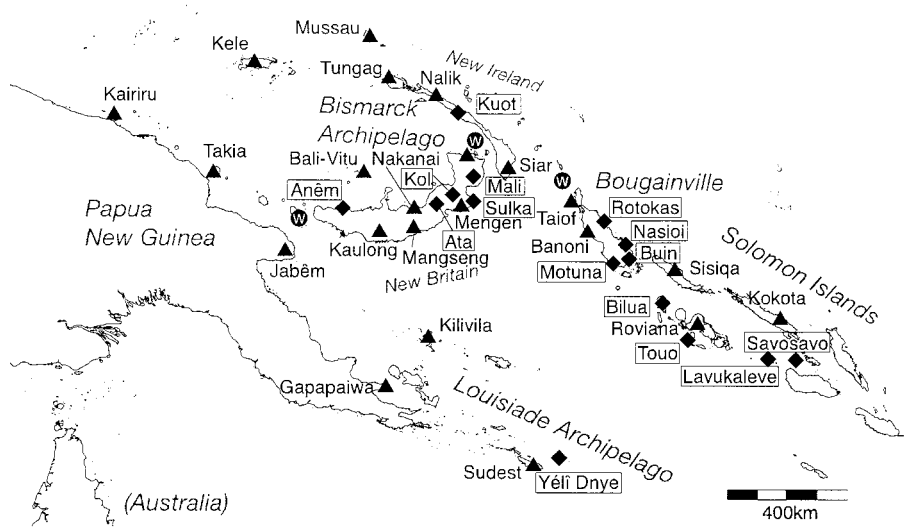 Mussau
Kele
Tungag
Nalik
New Ireland
Kairiru
Bismarck
Archipelago
Kuot
W
Takia
Bali-Vitu
Nakanai
Kol
Siar
W
Bougainville
Anêm
Mali
Sulka
Taiof
Rotokas
Papua
New Guinea
W
Mengen
Ata
Nasioi
Buin
Solomon Islands
Jabêm
Kaulong
Mangseng
New Britain
Banoni
Motuna
Sisiqa
Kokota
Bilua
Roviana
Kilivila
Touo
Savosavo
Lavukaleve
Gapapaiwa
Louisiade Archipelago
Sudest
Yélî Dnye
(Australia)
400km